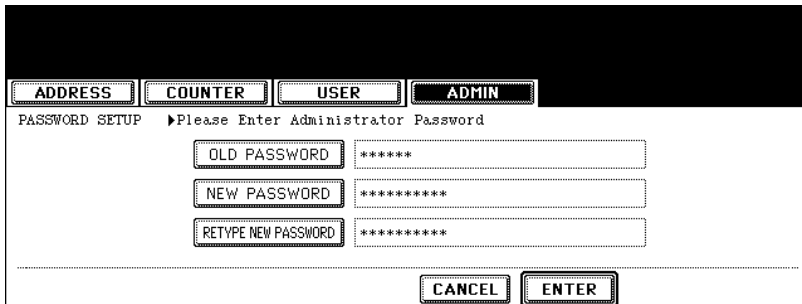 ADDRESS COUNTER USER ADMIN
PASSWORD SETUP ▶Please Enter Administrator Password
OLD PASSWORD ******
NEW PASSWORD **********
RETYPE NEW PASSWORD **********
CANCEL ENTER